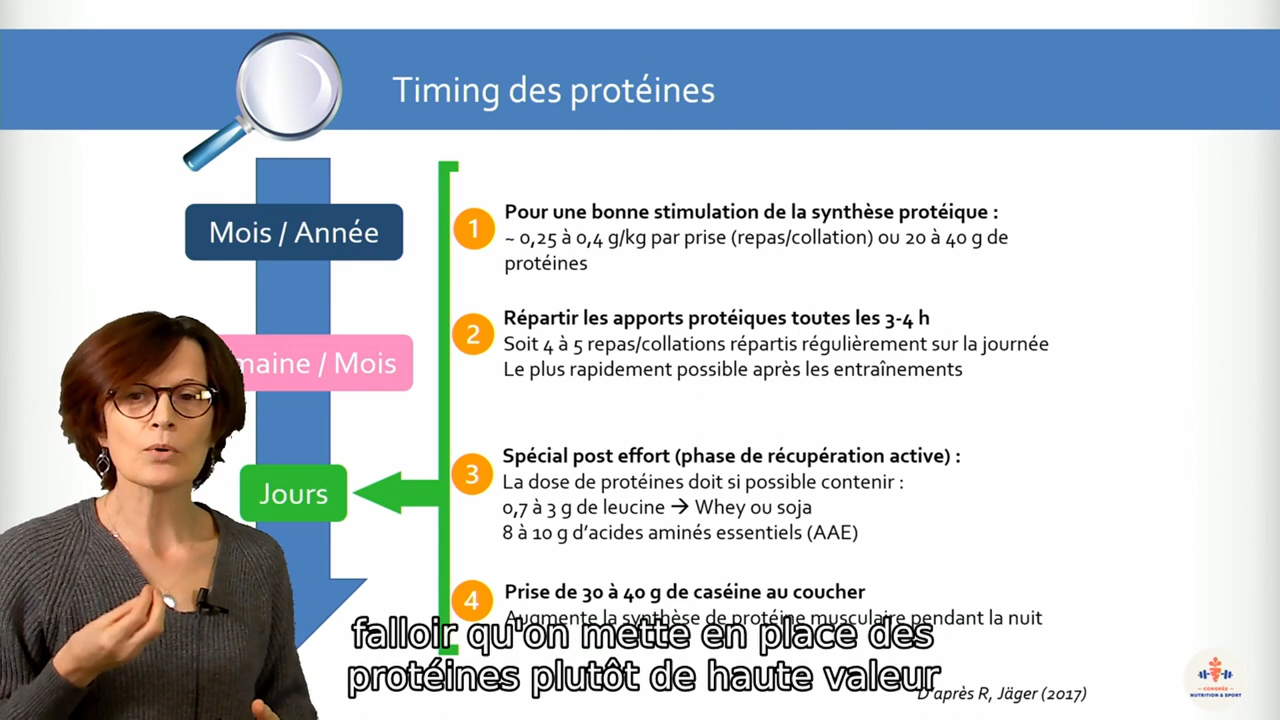 Timing des protéines
Mois / Année
maine / Mois
Jours
1
Pour une bonne stimulation de la synthèse protéique :
~ 0,25 à 0,4 g/kg par prise (repas/collation) ou 20 à 40 g de
protéines
2
Répartir les apports protéiques toutes les 3-4 h
Soit 4 à 5 repas/collations répartis régulièrement sur la journée
Le plus rapidement possible après les entraînements
3
Spécial post effort (phase de récupération active) :
La dose de protéines doit si possible contenir :
0,7 à 3 g de leucine → Whey ou soja
8 à 10 g d'acides aminés essentiels (AAE)
4
Prise de 30 à 40 g de caséine au coucher
Augmente la synthèse de protéine musculaire pendant la nuit
falloir qu'on mette en place des
protéines plutôt de haute valeur
D'après R, Jäger (2017)
CONGRÈS
NUTRITION & SPORT